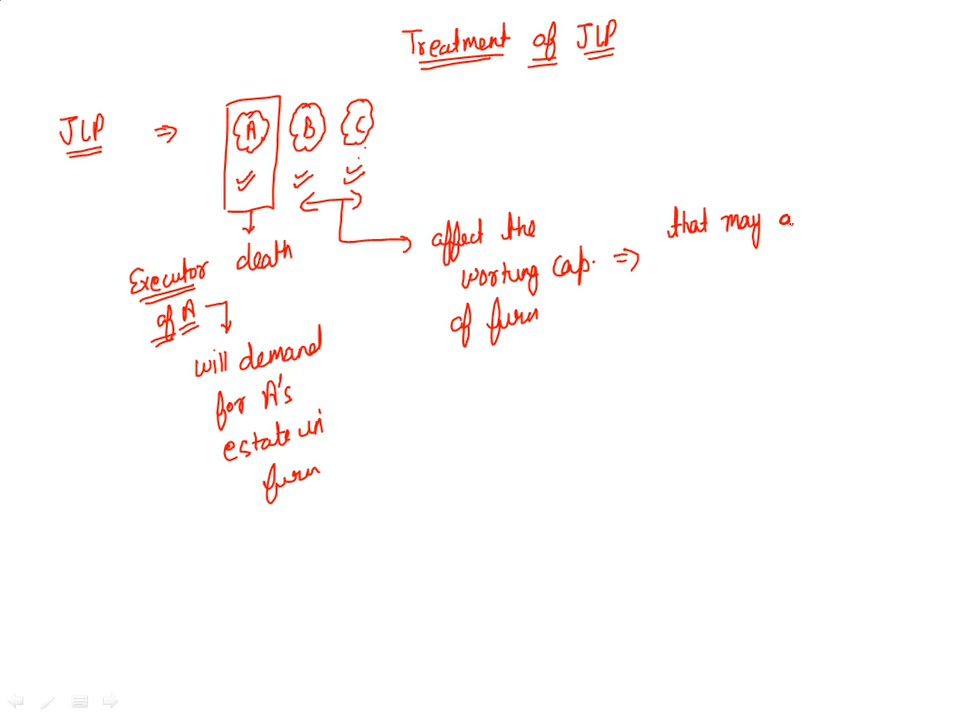 Treatment of JLP
JLP ⇒ A B C
death
Executor
of A
will demand
for A's
estate in
firm
affect the
working cap. ⇒
of firm
that may a